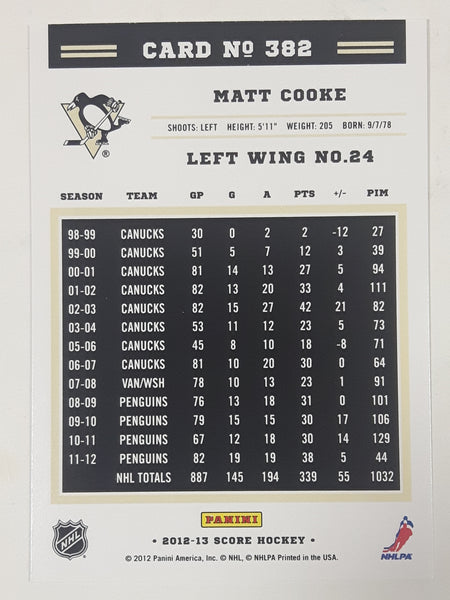 CARD Nº 382
MATT COOKE
SHOOTS: LEFT HEIGHT: 5'11" WEIGHT: 205 BORN: 9/7/78
LEFT WING NO.24
SEASON TEAM GP G A PTS +/- PIM
98-99 CANUCKS 30 0 2 2 -12 27
99-00 CANUCKS 51 5 7 12 3 39
00-01 CANUCKS 81 14 13 27 5 94
01-02 CANUCKS 82 13 20 33 4 111
02-03 CANUCKS 82 15 27 42 21 82
03-04 CANUCKS 53 11 12 23 5 73
05-06 CANUCKS 45 8 10 18 -8 71
06-07 CANUCKS 81 10 20 30 0 64
07-08 VAN/WSH 78 10 13 23 1 91
08-09 PENGUINS 76 13 18 31 0 101
09-10 PENGUINS 79 15 15 30 17 106
10-11 PENGUINS 67 12 18 30 14 129
11-12 PENGUINS 82 19 19 38 5 44
NHL TOTALS 887 145 194 339 55 1032
PANINI
NHL
• 2012-13 SCORE HOCKEY •
© 2012 Panini America, Inc. © NHL, © NHLPA Printed in the USA.
NHLPA